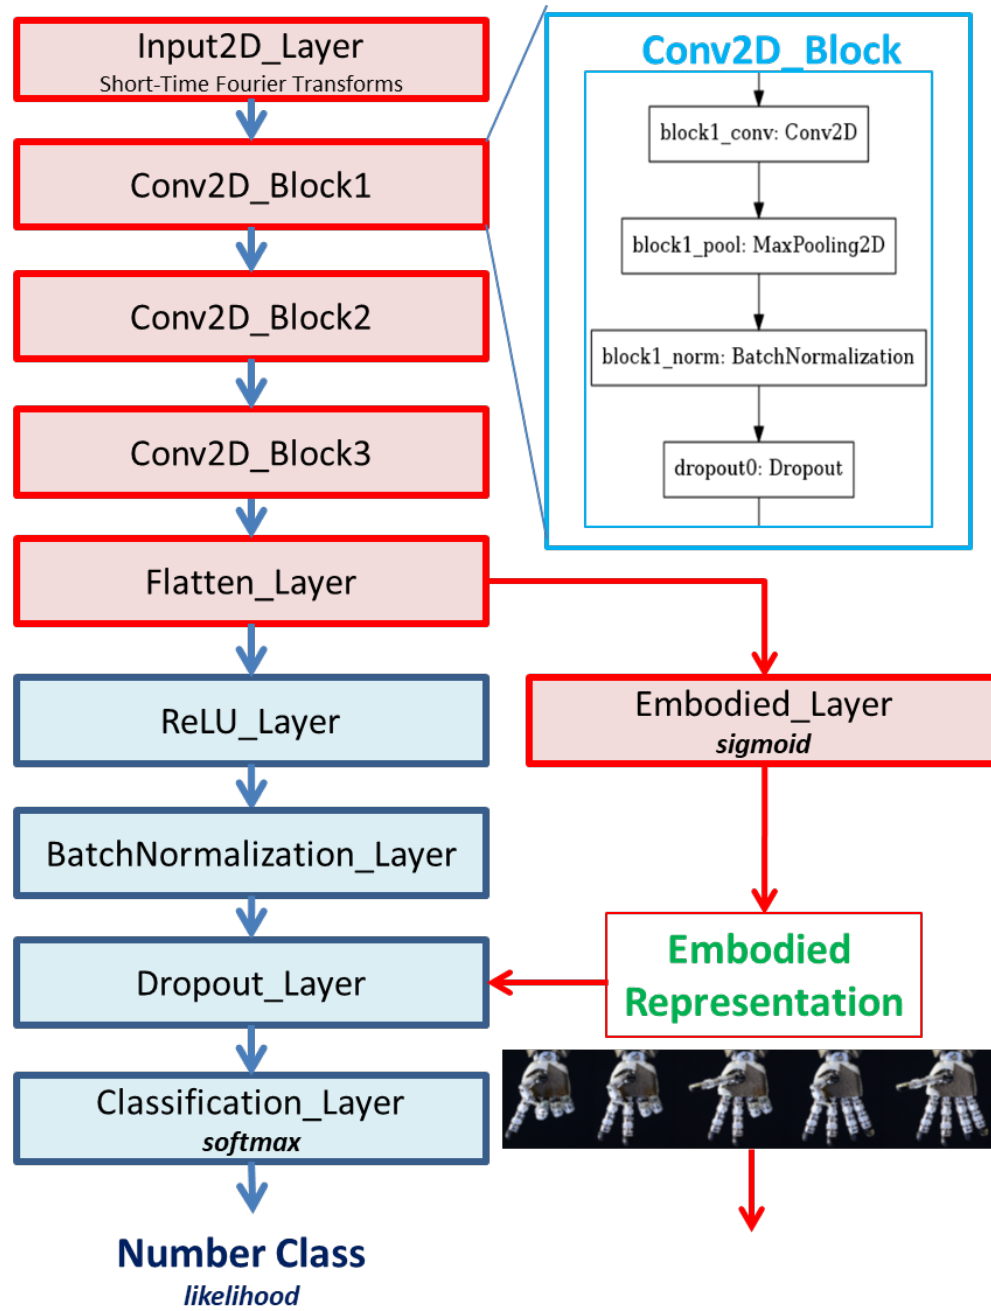 Input2D_Layer
Short-Time Fourier Transforms
Conv2D_Block1
Conv2D_Block2
Conv2D_Block3
Flatten_Layer
ReLU_Layer
BatchNormalization_Layer
Dropout_Layer
Classification_Layer
softmax
Number Class
likelihood
Conv2D_Block
block1_conv: Conv2D
block1_pool: MaxPooling2D
block1_norm: BatchNormalization
dropout0: Dropout
Embodied_Layer
sigmoid
Embodied
Representation